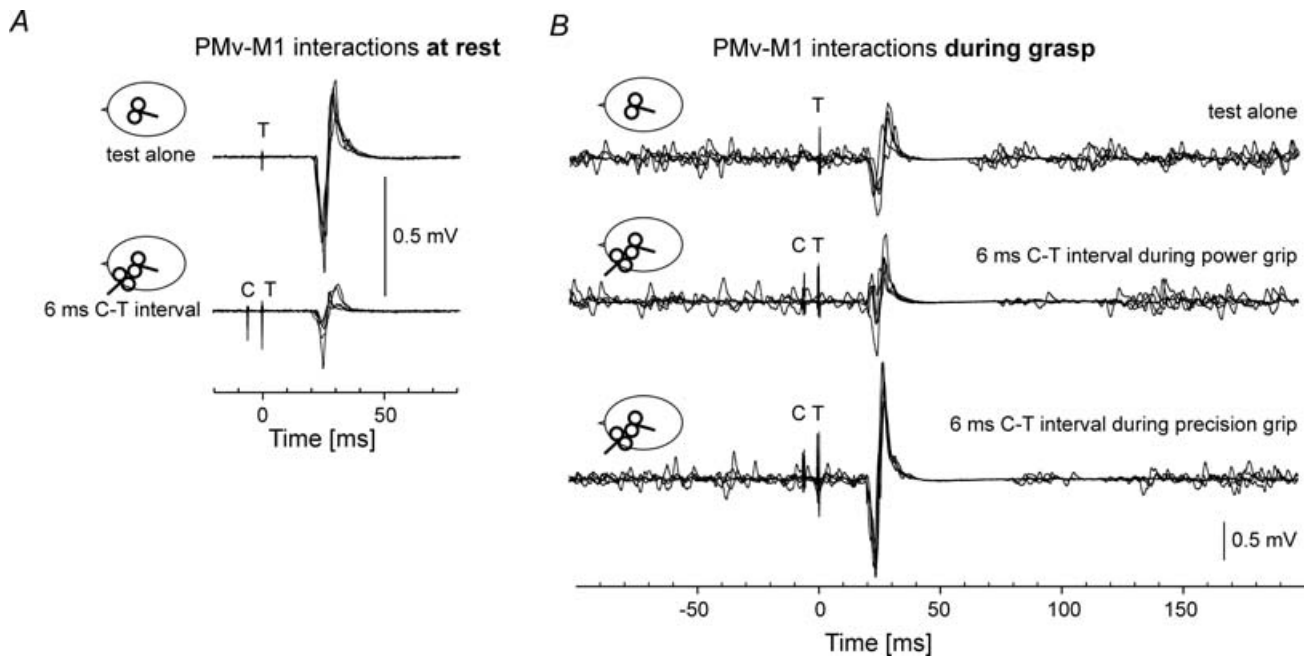 A
PMv-M1 interactions at rest
T
test alone
0.5 mV
C T
6 ms C-T interval
0 50
Time [ms]
B
PMv-M1 interactions during grasp
T
test alone
C T
6 ms C-T interval during power grip
C T
6 ms C-T interval during precision grip
0.5 mV
-50 0 50 100 150
Time [ms]